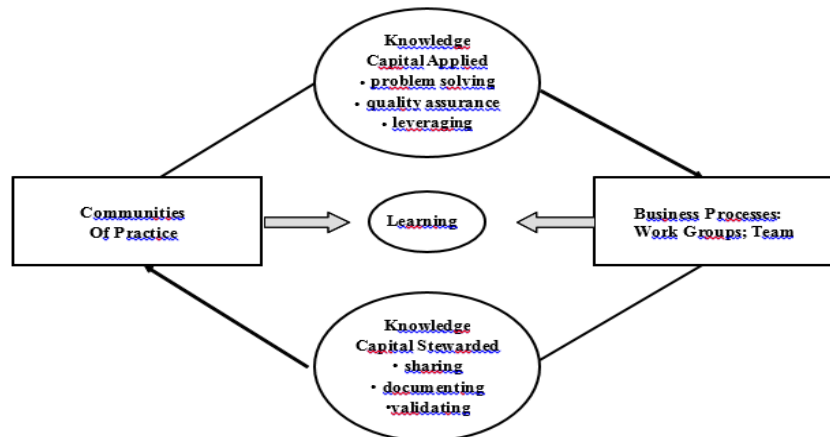 Knowledge
Capital Applied
• problem solving
• quality assurance
• leveraging
Communities
Of Practice
Learning
Business Processes:
Work Groups; Team
Knowledge
Capital Stewarded
• sharing
• documenting
•validating